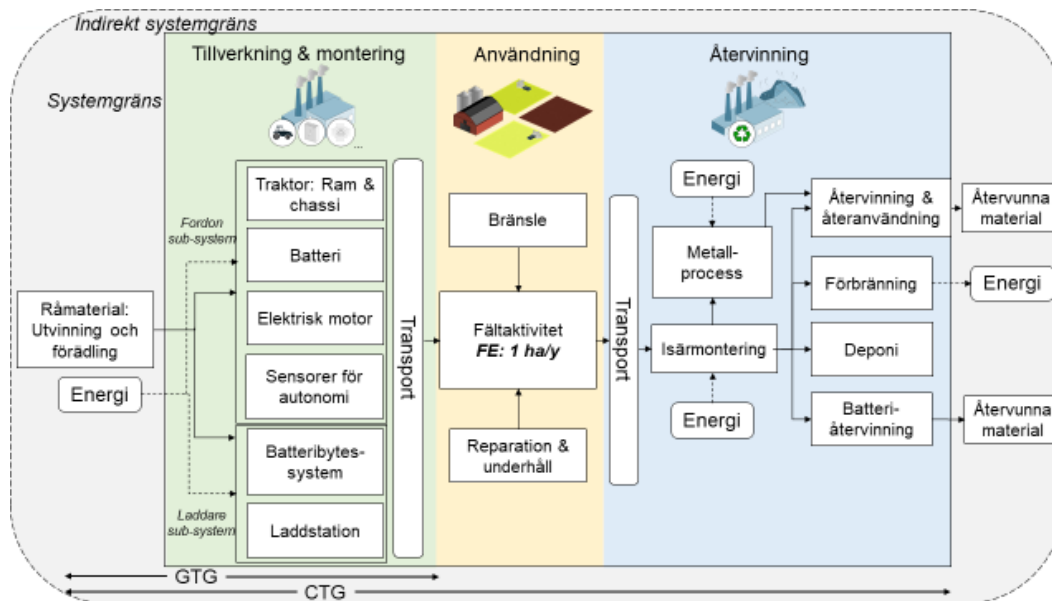 Indirekt systemgräns
Systemgräns
Tillverkning & montering
Användning
Återvinning
...
Traktor: Ram &
chassi
Fordon
sub-system
Batteri
Elektrisk motor
Sensorer för
autonomi
Råmaterial:
Utvinning och
förädling
Energi
Batteribytes-
system
Laddare
sub-system
Laddstation
Transport
Bränsle
Fältaktivitet
FE: 1 ha/y
Reparation &
underhåll
Transport
Energi
Metall-
process
Isärmontering
Energi
Återvinning &
återanvändning
Förbränning
Deponi
Batteri-
återvinning
Återvunna
material
Energi
Återvunna
material
GTG
CTG